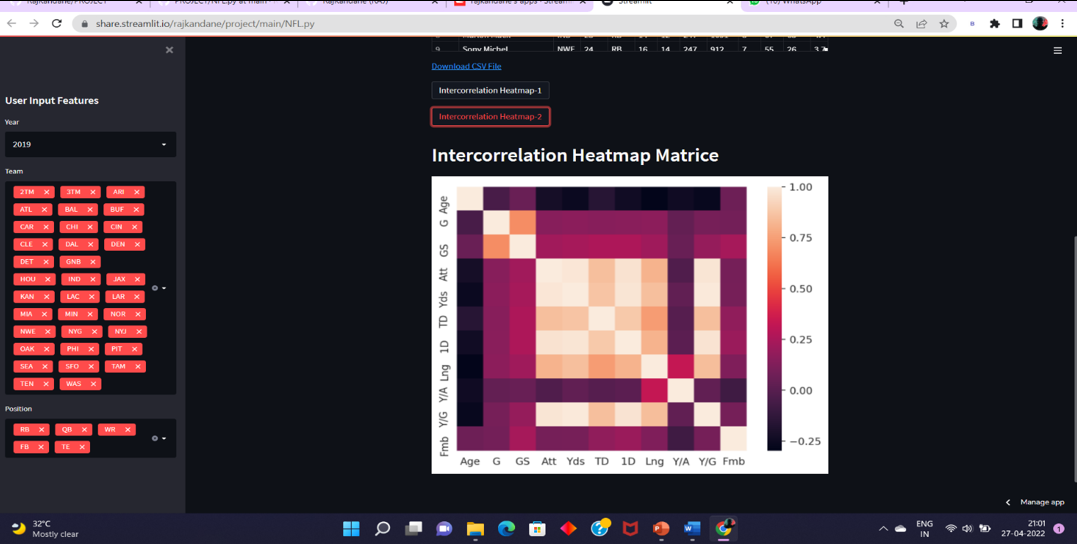 Rajkandane/PROJECT
PROJECT/NFL.py at main
Rajkandane (RAJ)
rajkandane's apps · Stream
Streamlit
(10) WhatsApp
share.streamlit.io/rajkandane/project/main/NFL.py
9 Sony Michel NWE 24 RB 16 14 247 912 7 55 26 3.7
Download CSV File
Intercorrelation Heatmap-1
Intercorrelation Heatmap-2
Intercorrelation Heatmap Matrice
User Input Features
Year
2019
Team
2TM 3TM ARI
ATL BAL BUF
CAR CHI CIN
CLE DAL DEN
DET GNB
HOU IND JAX
KAN LAC LAR
MIA MIN NOR
NWE NYG NYJ
OAK PHI PIT
SEA SFO TAM
TEN WAS
Position
RB QB WR
FB TE
Age
G
GS
Att
Yds
TD
1D
Lng
Y/A
Y/G
Fmb
Age G GS Att Yds TD 1D Lng Y/A Y/G Fmb
1.00
0.75
0.50
0.25
0.00
−0.25
Manage app
32°C
Mostly clear
ENG
IN
21:01
27-04-2022
1